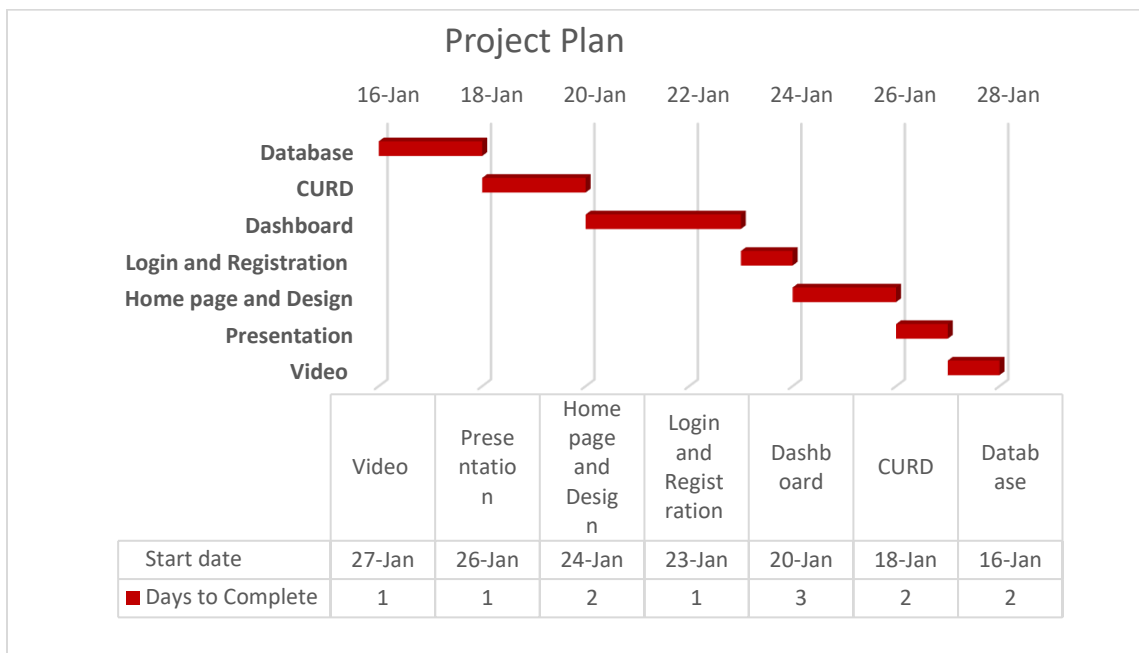 Project Plan
16-Jan 18-Jan 20-Jan 22-Jan 24-Jan 26-Jan 28-Jan
Database
CURD
Dashboard
Login and Registration
Home page and Design
Presentation
Video
Video
Prese
ntatio
n
Home
page
and
Desig
n
Login
and
Regist
ration
Dashb
oard
CURD
Datab
ase
Start date 27-Jan 26-Jan 24-Jan 23-Jan 20-Jan 18-Jan 16-Jan
Days to Complete 1 1 2 1 3 2 2